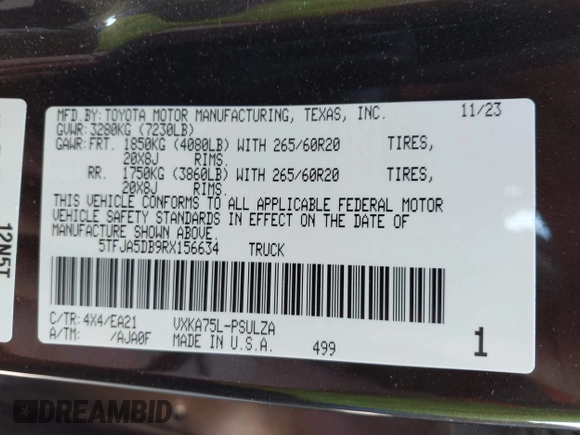 MFD.BY:TOYOTA MOTOR MANUFACTURING, TEXAS, INC. 11/23
GVWR:3280KG (7230LB)
GAWR:FRT. 1850KG (4080LB) WITH 265/60R20 TIRES,
20X8J RIMS.
RR. 1750KG (3860LB) WITH 265/60R20 TIRES,
20X8J RIMS.
THIS VEHICLE CONFORMS TO ALL APPLICABLE FEDERAL MOTOR
VEHICLE SAFETY STANDARDS IN EFFECT ON THE DATE OF
MANUFACTURE SHOWN ABOVE.
5TFJA5DB9RX156634 TRUCK
C/TR:4X4/EA21 VXKA75L-PSULZA
A/TM: /AJA0F MADE IN U.S.A. 499 1
12N5T
DREAMBID